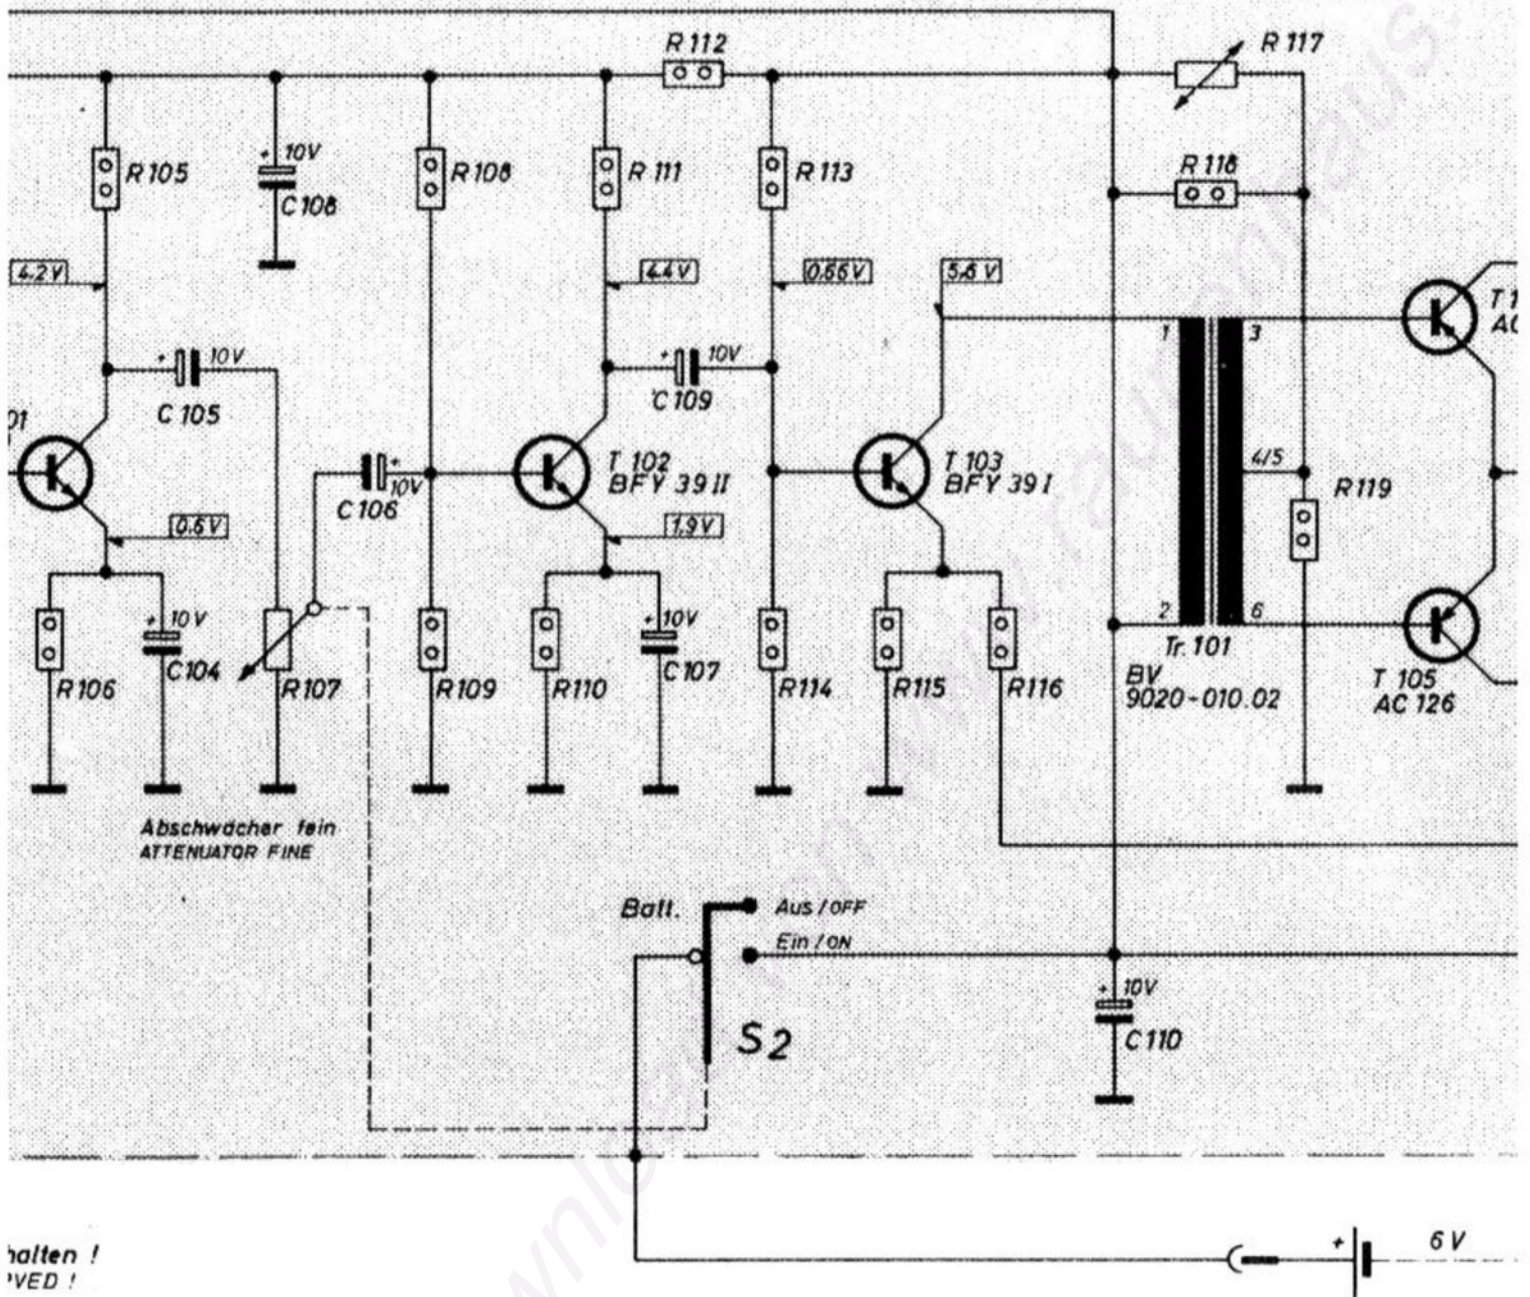 R 112
R 117
R 105
+ 10V
C 108
R 108
R 111
R 113
R 118
4.2V
4.4V
0.66V
5.6 V
T 1
AC
+ 10V
C 105
+ 10V
C 109
1
3
01
+
10V
C 106
T 102
BFY 39 II
T 103
BFY 39 I
4/5
R 119
0.6V
1.9V
+ 10V
C 104
R 106
R 107
R 109
R 110
+ 10V
C 107
R 114
R 115
R 116
2
6
Tr. 101
BV
9020-010.02
T 105
AC 126
Abschwächer fein
ATTENUATOR FINE
Batt.
Aus / OFF
Ein / ON
S 2
+ 10V
C 110
halten !
VED !
+
6 V
www.raupenhaus.